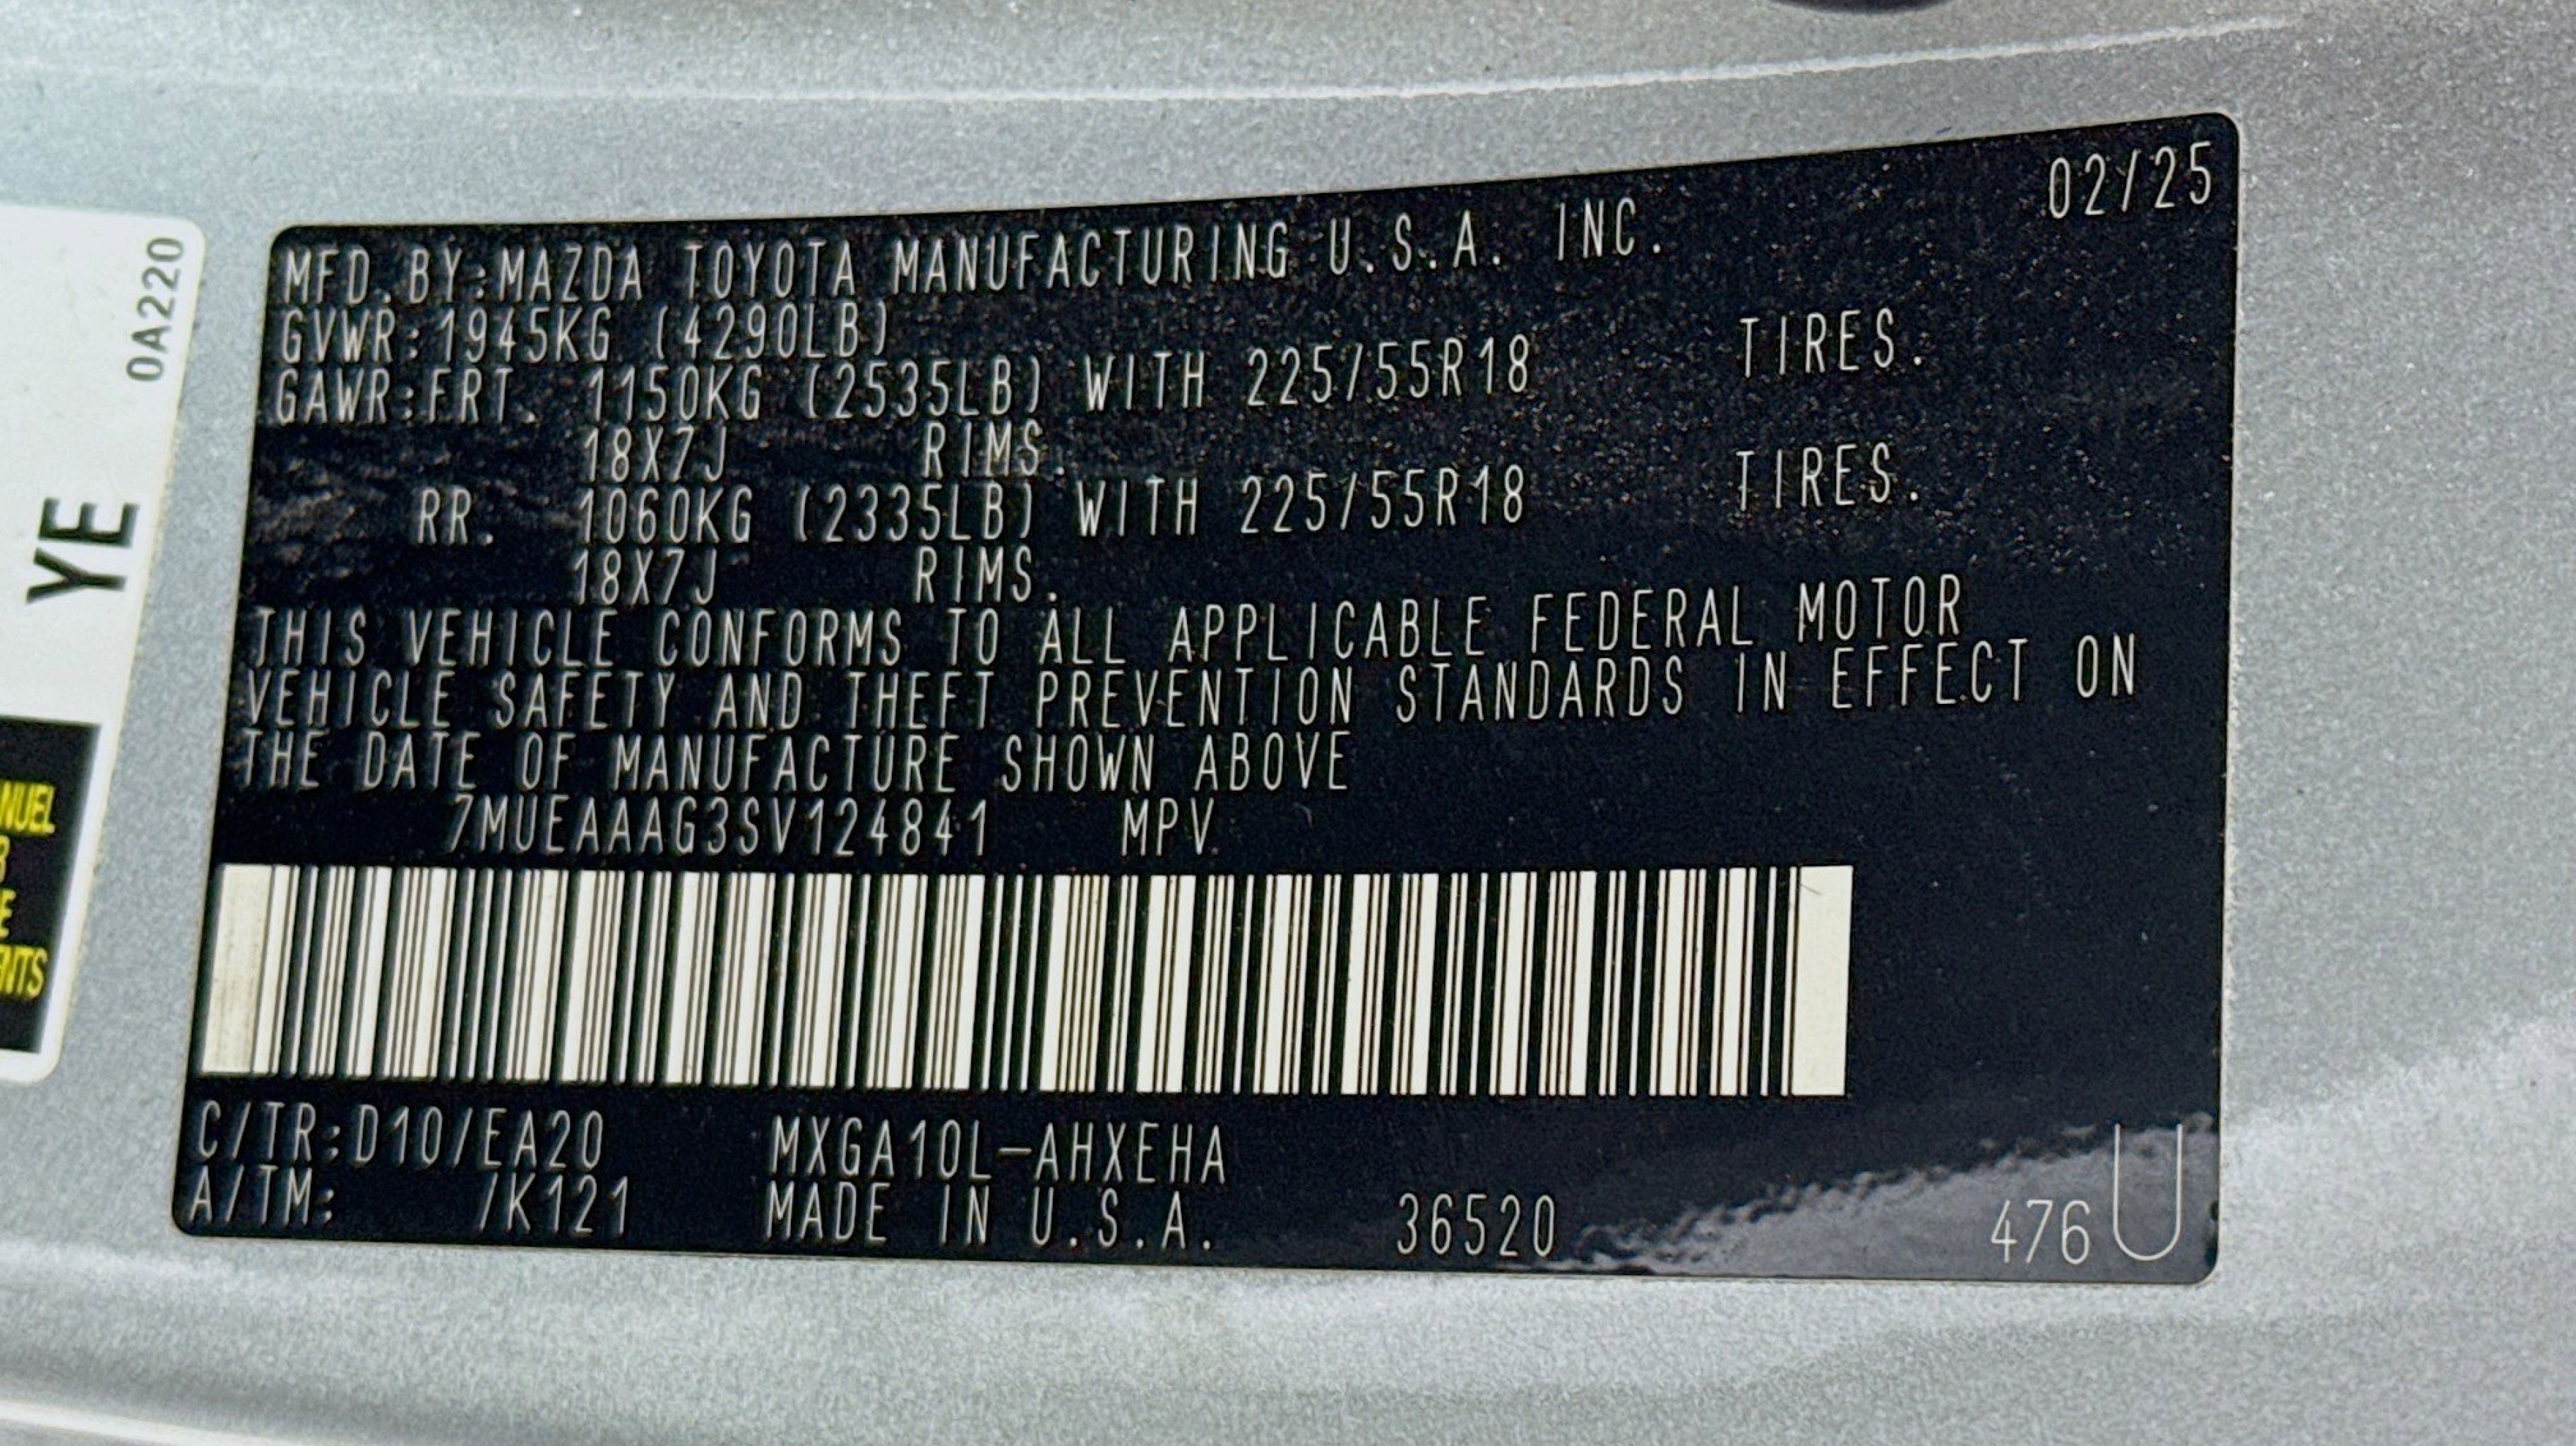 02/25
MFD. BY:MAZDA TOYOTA MANUFACTURING U.S.A. INC.
GVWR:1945KG (4290LB)
GAWR:FRT. 1150KG (2535LB) WITH 225/55R18 TIRES.
18X7J RIMS.
RR. 1060KG (2335LB) WITH 225/55R18 TIRES.
18X7J RIMS.
THIS VEHICLE CONFORMS TO ALL APPLICABLE FEDERAL MOTOR
VEHICLE SAFETY AND THEFT PREVENTION STANDARDS IN EFFECT ON
THE DATE OF MANUFACTURE SHOWN ABOVE
7MUEAAAG3SV124841 MPV
C/TR:D10/EA20 MXGA10L-AHXEHA
A/TM: /K121 MADE IN U.S.A. 36520 476 U
0A220
YE
NUEL
E
ENTS